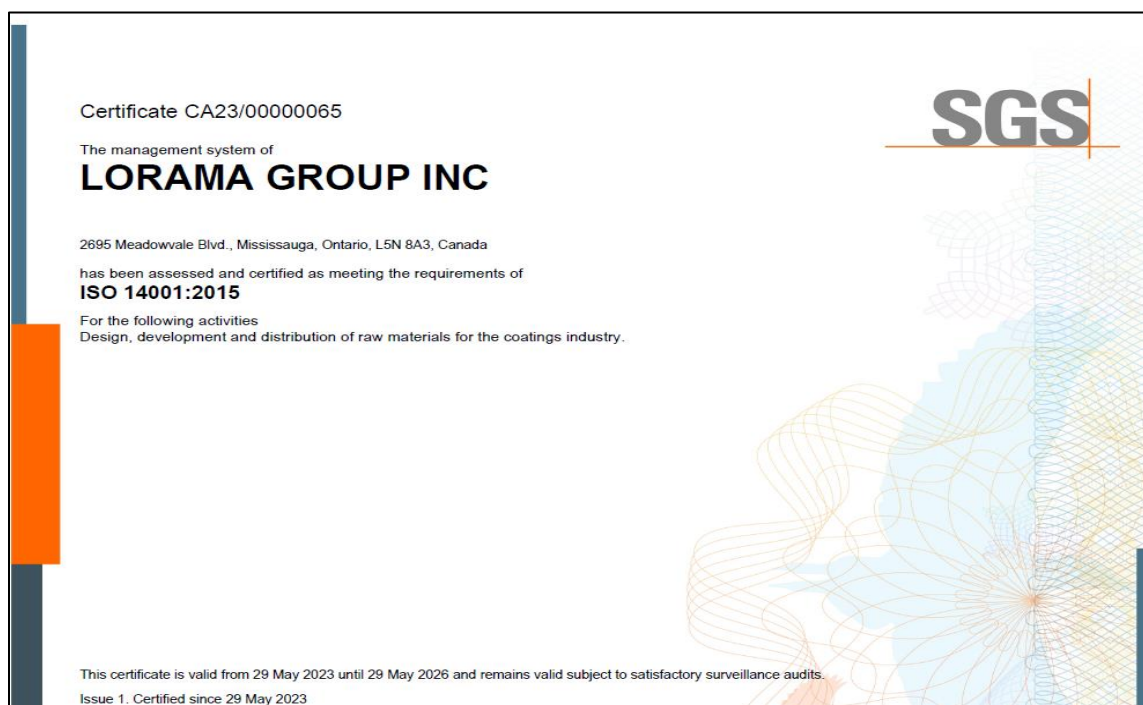 Certificate CA23/00000065
SGS
The management system of
LORAMA GROUP INC
2695 Meadowvale Blvd., Mississauga, Ontario, L5N 8A3, Canada
has been assessed and certified as meeting the requirements of
ISO 14001:2015
For the following activities
Design, development and distribution of raw materials for the coatings industry.
This certificate is valid from 29 May 2023 until 29 May 2026 and remains valid subject to satisfactory surveillance audits.
Issue 1. Certified since 29 May 2023